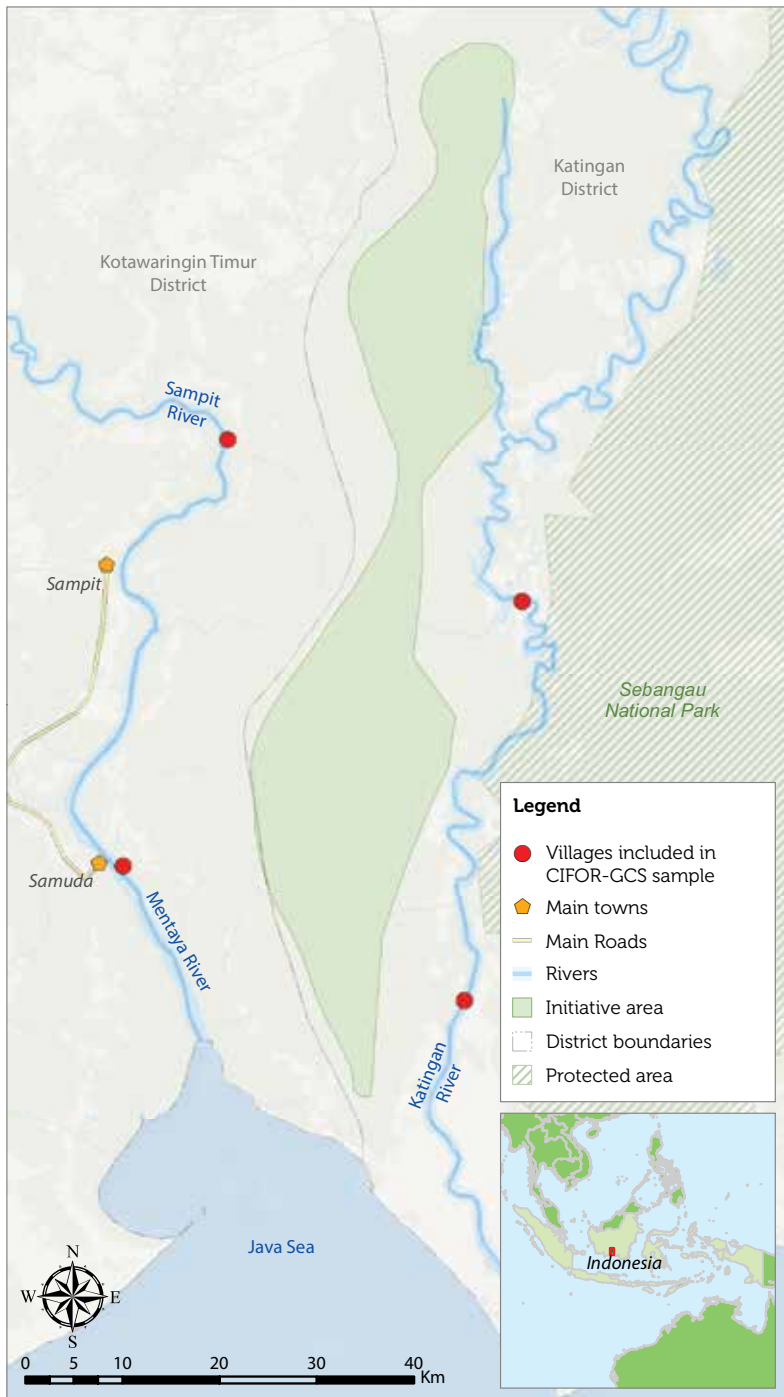 Katingan
District
Kotawaringin Timur
District
Sampit
River
Sampit
Sebangau
National Park
Samuda
Mentaya River
Katingan
River
Java Sea
Legend
Villages included in
CIFOR-GCS sample
Main towns
Main Roads
Rivers
Initiative area
District boundaries
Protected area
Indonesia
N
W
E
S
0 5 10 20 30 40
Km